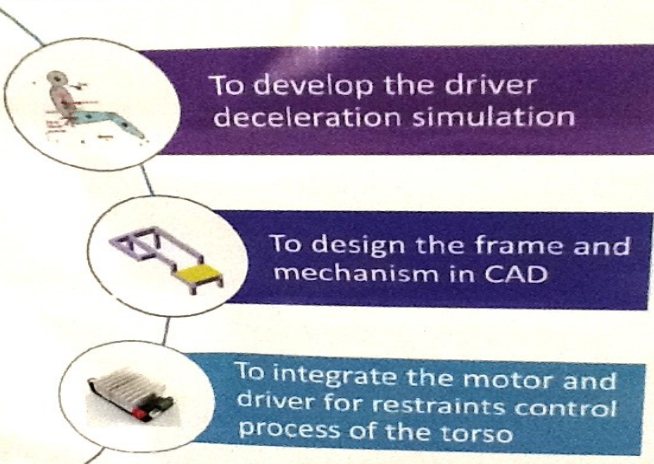 To develop the driver
deceleration simulation
To design the frame and
mechanism in CAD
To integrate the motor and
driver for restraints control
process of the torso